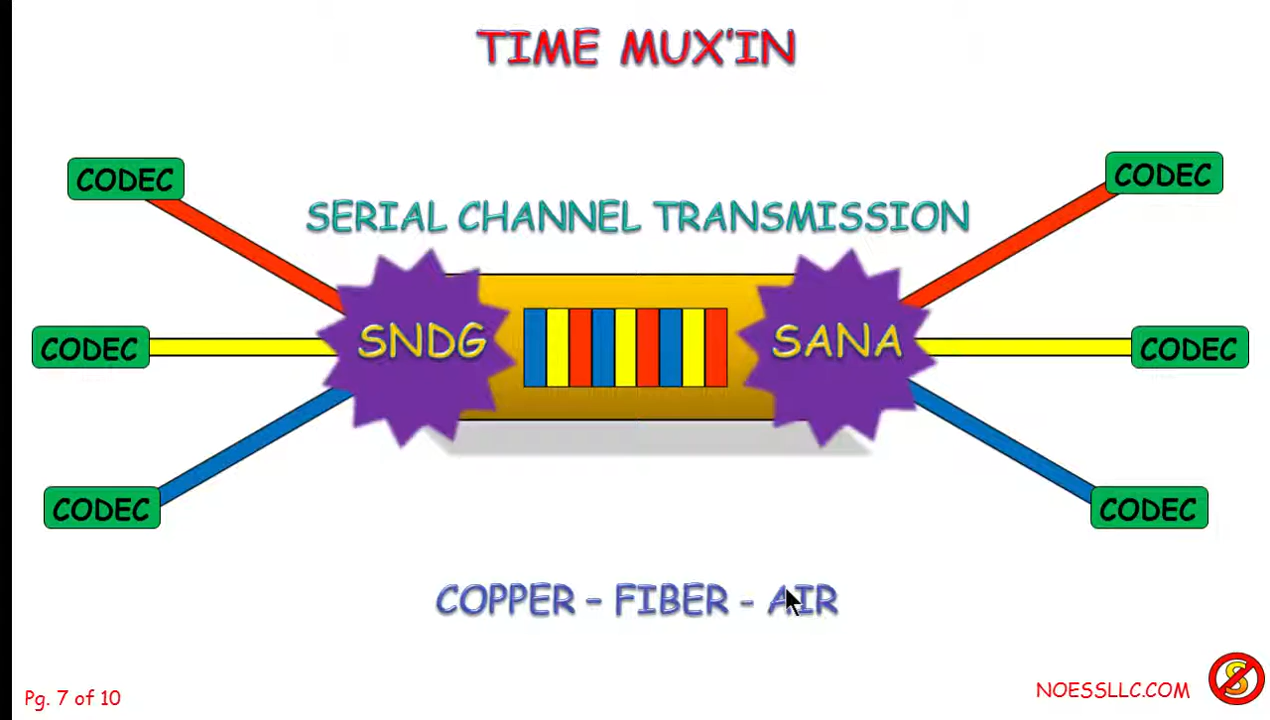 TIME MUX'IN
CODEC
CODEC
SERIAL CHANNEL TRANSMISSION
SNDG
SANA
CODEC
CODEC
CODEC
CODEC
COPPER – FIBER - AIR
Pg. 7 of 10
NOESSLLC.COM
S